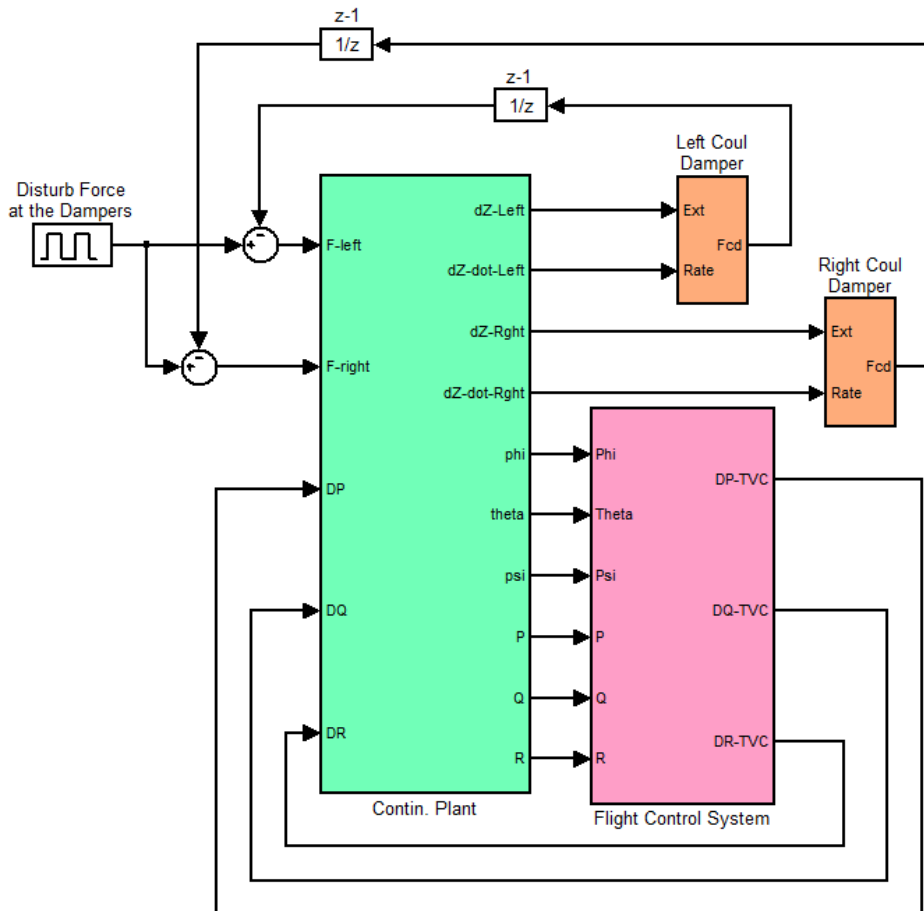 z-1
1/z
z-1
1/z
Left Coul
Damper
Disturb Force
at the Dampers
Ext
Fcd
Rate
Right Coul
Damper
Ext
Fcd
Rate
+
-
+
-
F-left
F-right
DP
DQ
DR
dZ-Left
dZ-dot-Left
dZ-Rght
dZ-dot-Rght
phi
theta
psi
P
Q
R
Contin. Plant
Phi
Theta
Psi
P
Q
R
DP-TVC
DQ-TVC
DR-TVC
Flight Control System